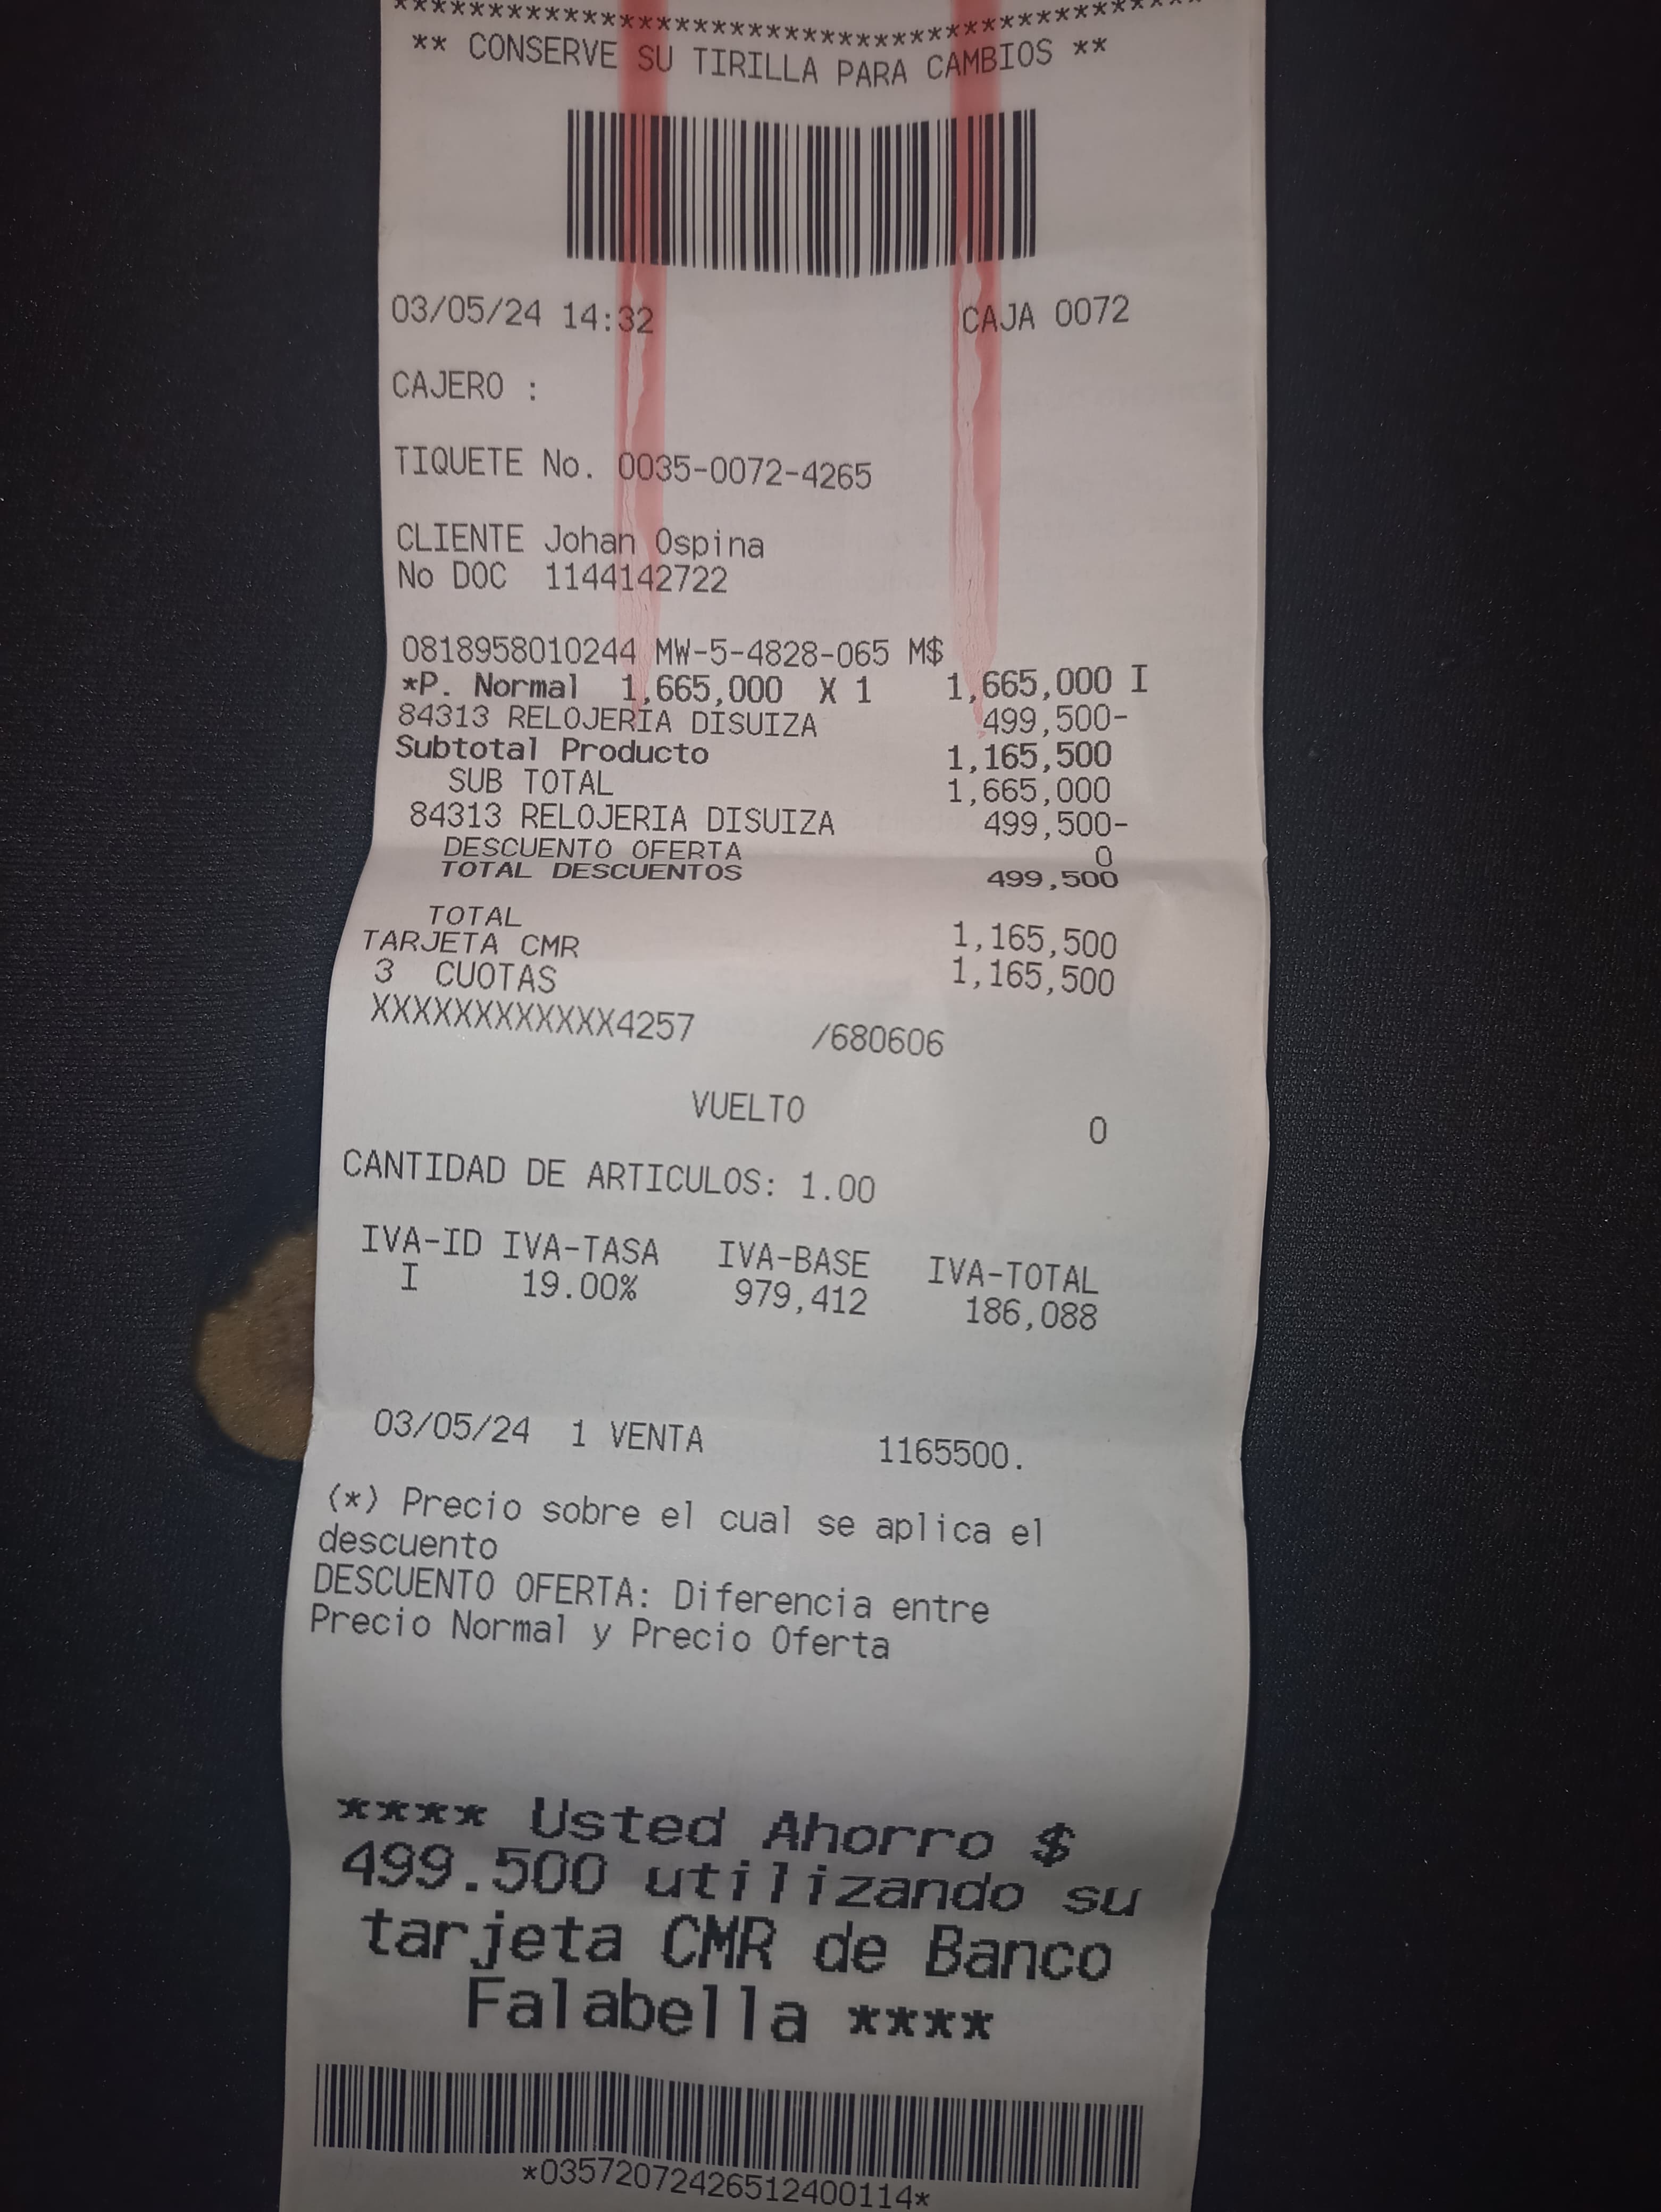 ****************************************************
** CONSERVE SU TIRILLA PARA CAMBIOS **
03/05/24 14:32 CAJA 0072
CAJERO :
TIQUETE No. 0035-0072-4265
CLIENTE Johan Ospina
No DOC 1144142722
0818958010244 MW-5-4828-065 M$
*P. Normal 1,665,000 X 1 1,665,000 I
84313 RELOJERIA DISUIZA 499,500-
Subtotal Producto 1,165,500
SUB TOTAL 1,665,000
84313 RELOJERIA DISUIZA 499,500-
DESCUENTO OFERTA 0
TOTAL DESCUENTOS 499,500
TOTAL 1,165,500
TARJETA CMR 1,165,500
3 CUOTAS
XXXXXXXXXXXX4257 /680606
VUELTO 0
CANTIDAD DE ARTICULOS: 1.00
IVA-ID IVA-TASA IVA-BASE IVA-TOTAL
I 19.00% 979,412 186,088
03/05/24 1 VENTA 1165500.
(*) Precio sobre el cual se aplica el
descuento
DESCUENTO OFERTA: Diferencia entre
Precio Normal y Precio Oferta
**** Usted Ahorro $
499.500 utilizando su
tarjeta CMR de Banco
Falabella ****
*03572072426512400114*